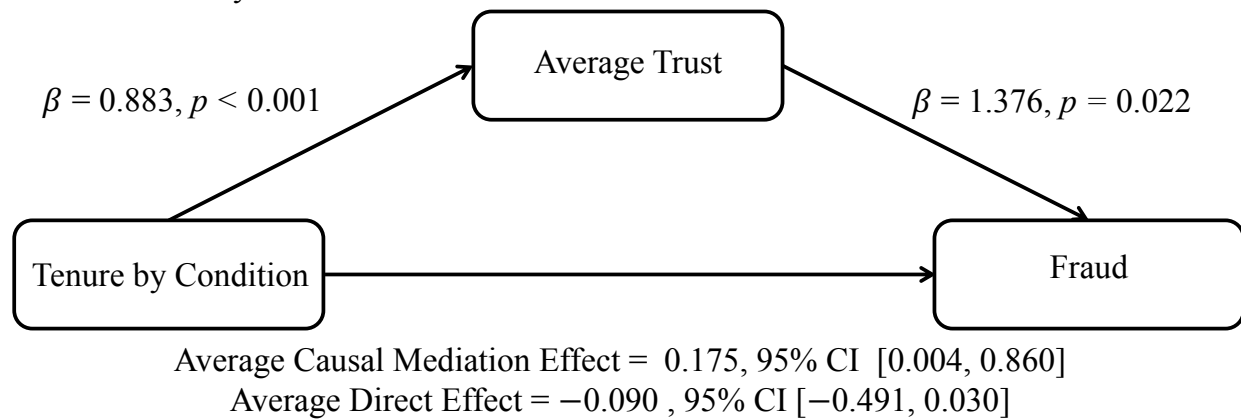 Average Trust
β = 0.883, p < 0.001
β = 1.376, p = 0.022
Tenure by Condition
Fraud
Average Causal Mediation Effect = 0.175, 95% CI [0.004, 0.860]
Average Direct Effect = −0.090 , 95% CI [−0.491, 0.030]